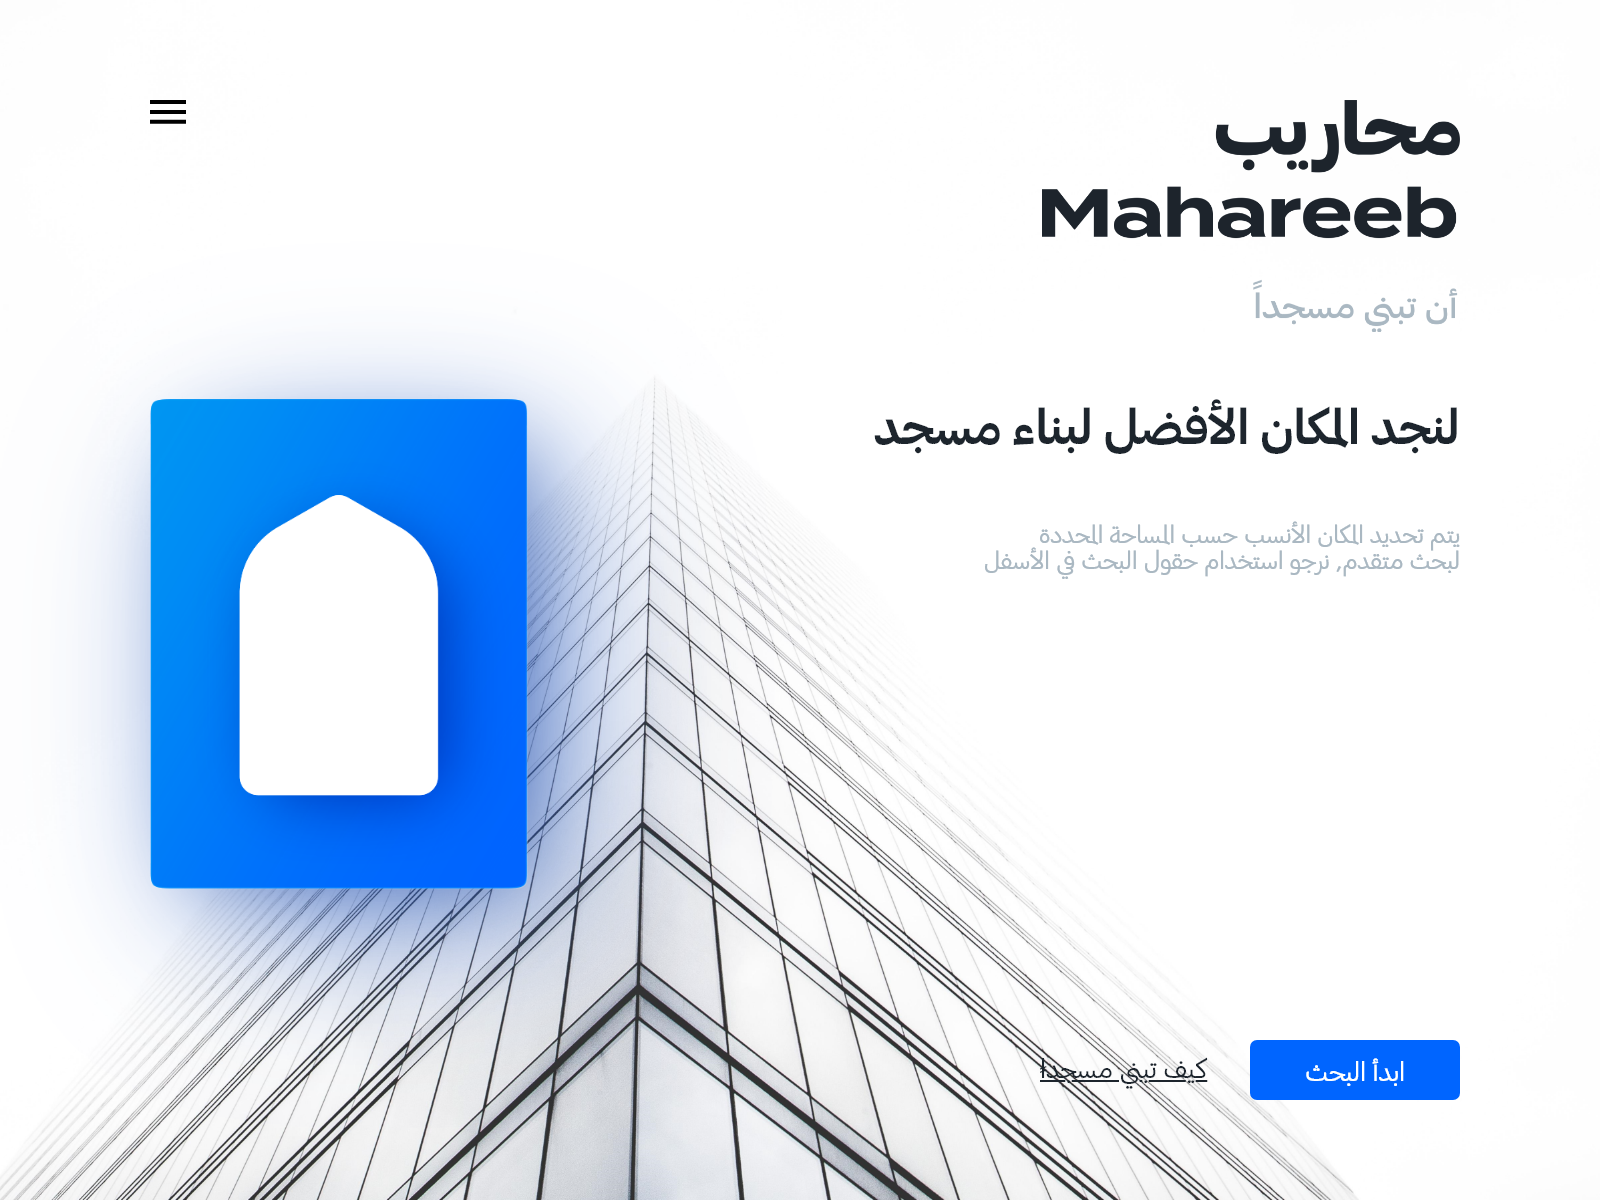 محاريب
Mahareeb
أن تبني مسجداً
لنجد المكان الأفضل لبناء مسجد
يتم تحديد المكان الأنسب حسب المساحة المحددة
لبحث متقدم, نرجو استخدام حقول البحث في الأسفل
ابدأ البحث
كيف تبني مسجداً